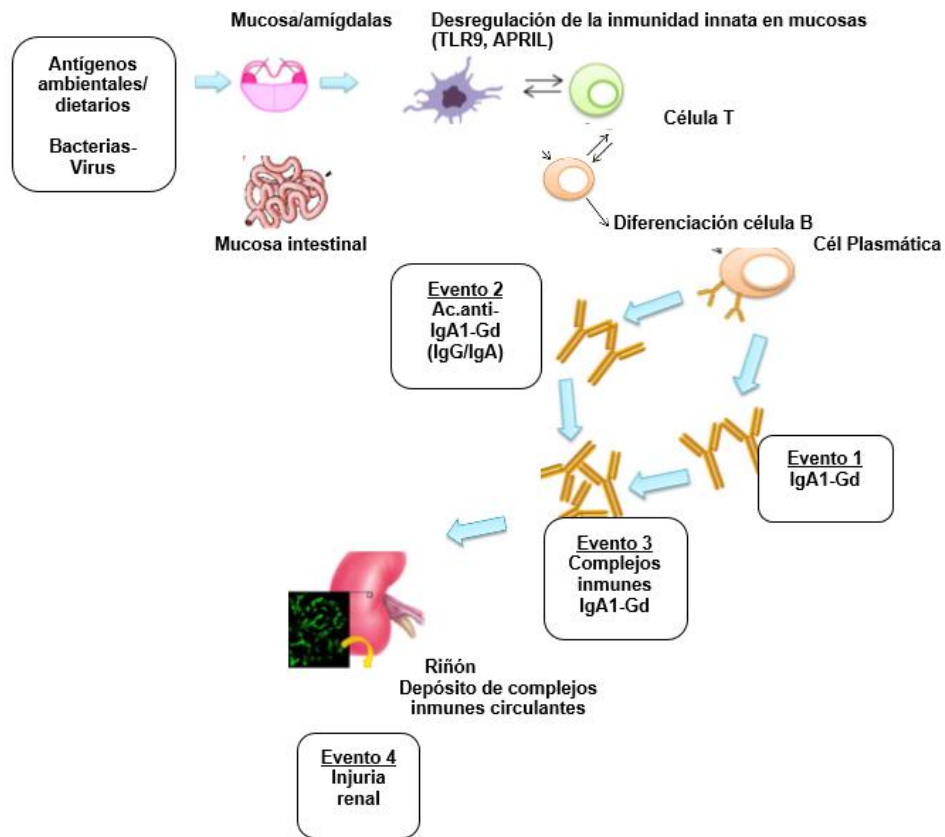 Mucosa/amígdalas
Desregulación de la inmunidad innata en mucosas
(TLR9, APRIL)
Antígenos
ambientales/
dietarios
Bacterias-
Virus
Célula T
Mucosa intestinal
Diferenciación célula B
Cél Plasmática
Evento 2
Ac.anti-
IgA1-Gd
(IgG/IgA)
Evento 1
IgA1-Gd
Evento 3
Complejos
inmunes
IgA1-Gd
Riñón
Depósito de complejos
inmunes circulantes
Evento 4
Injuria
renal